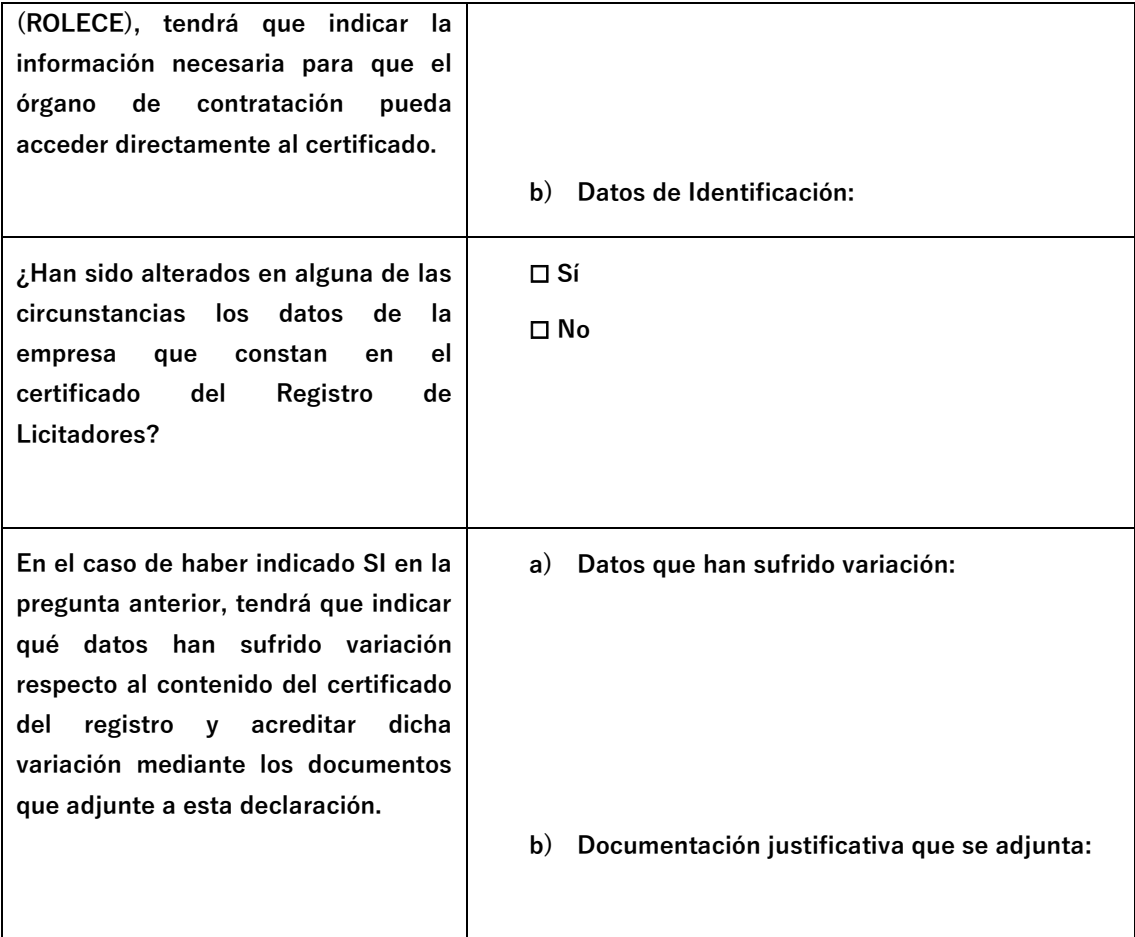 (ROLECE), tendrá que indicar la
información necesaria para que el
órgano de contratación pueda
acceder directamente al certificado.
b) Datos de Identificación:
¿Han sido alterados en alguna de las
circunstancias los datos de la
empresa que constan en el
certificado del Registro de
Licitadores?
☐ Sí
☐ No
En el caso de haber indicado SI en la
pregunta anterior, tendrá que indicar
qué datos han sufrido variación
respecto al contenido del certificado
del registro y acreditar dicha
variación mediante los documentos
que adjunte a esta declaración.
a) Datos que han sufrido variación:
b) Documentación justificativa que se adjunta: